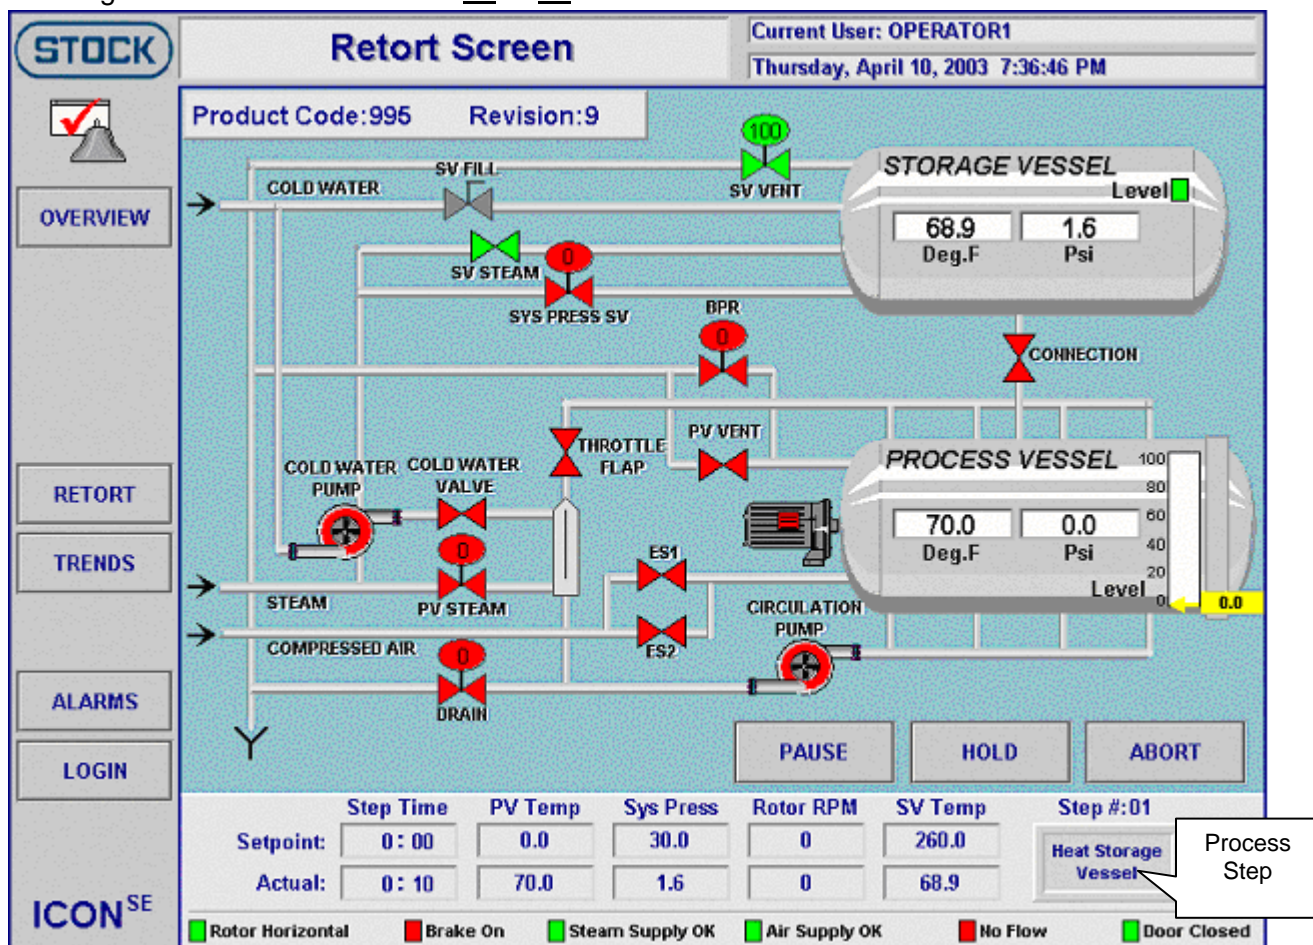 STOCK
Retort Screen
Current User: OPERATOR1
Thursday, April 10, 2003 7:36:46 PM
Product Code:995 Revision:9
OVERVIEW
RETORT
TRENDS
ALARMS
LOGIN
ICON SE
100
SV VENT
SV FILL
COLD WATER
SV STEAM
0
SYS PRESS SV
BPR
0
STORAGE VESSEL
Level
68.9 1.6
Deg.F Psi
CONNECTION
THROTTLE
FLAP
PV VENT
COLD WATER
PUMP
COLD WATER
VALVE
0
PV STEAM
STEAM
COMPRESSED AIR
ES1
ES2
0
DRAIN
CIRCULATION
PUMP
PROCESS VESSEL
70.0 0.0
Deg.F Psi
Level
100
80
60
40
20
0
0.0
PAUSE HOLD ABORT
Step Time PV Temp Sys Press Rotor RPM SV Temp Step #:01
Setpoint: 0:00 0.0 30.0 0 260.0
Actual: 0:10 70.0 1.6 0 68.9
Heat Storage
Vessel
Process
Step
Rotor Horizontal Brake On Steam Supply OK Air Supply OK No Flow Door Closed